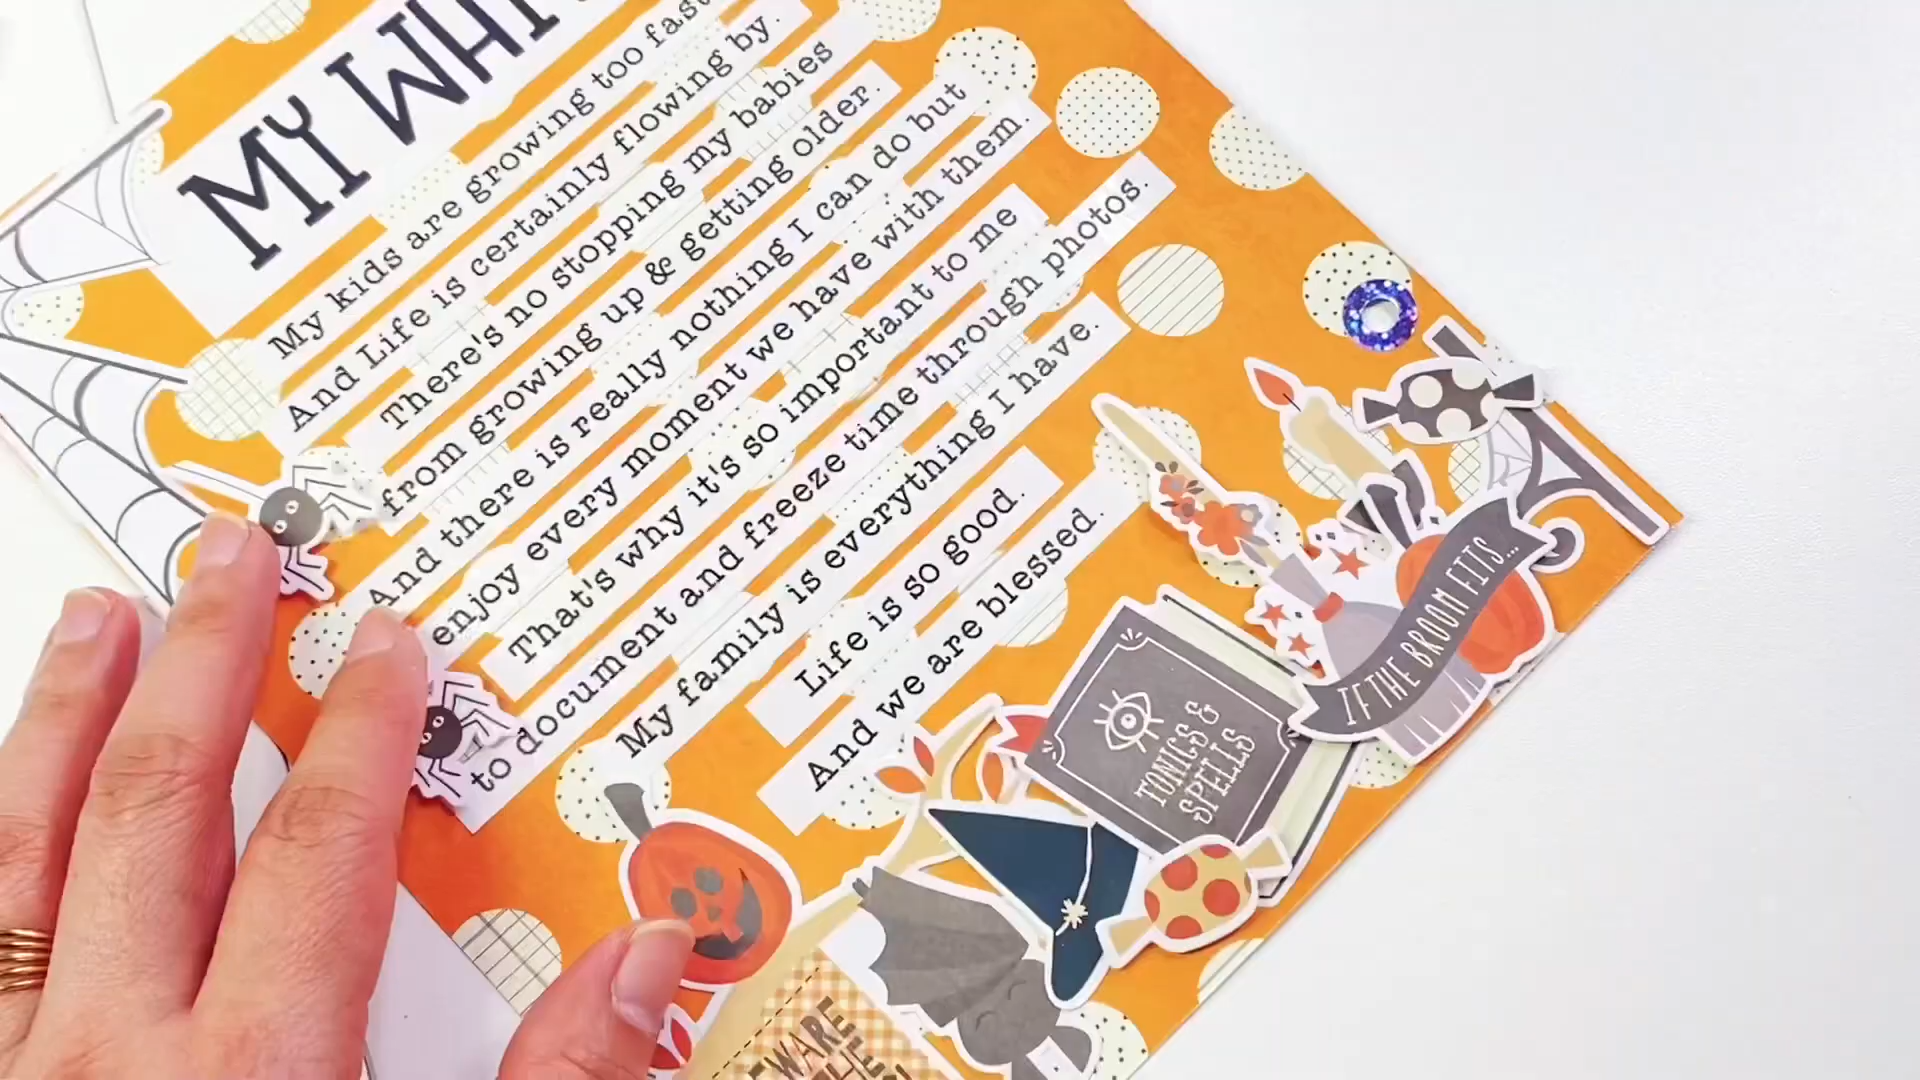 MY
My kids are growing too fast
And Life is certainly flowing by.
There's no stopping my babies
from growing up & getting older.
And there is really nothing I can do but
enjoy every moment we have with them.
That's why it's so important to me
to document and freeze time through photos.
My family is everything I have.
Life is so good.
And we are blessed.
IF THE BROOM FITS...
TONICS &
SPELLS